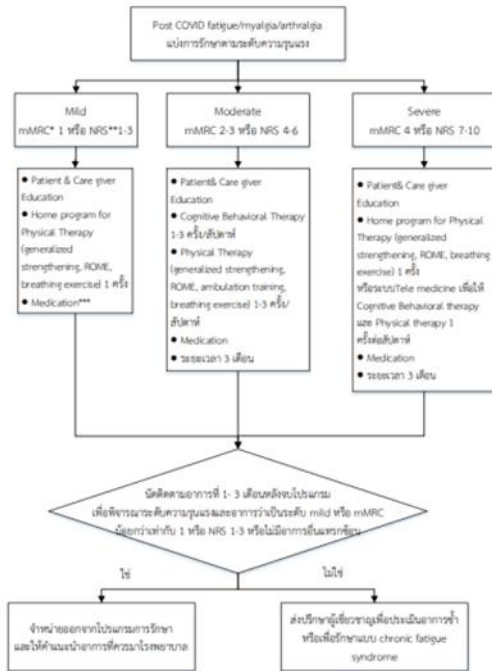 Post COVID fatigue/myalgia/arthralgia
แบ่งการรักษาตามระดับความรุนแรง
Mild
mMRC* 1 หรือ NRS**1-3
Moderate
mMRC 2-3 หรือ NRS 4-6
Severe
mMRC 4 หรือ NRS 7-10
● Patient & Care giver
Education
● Home program for
Physical Therapy
(generalized
strengthening, ROME,
breathing exercise) 1 ครั้ง
● Medication***
● Patient& Care giver
Education
● Cognitive Behavioral Therapy
1-3 ครั้ง/สัปดาห์
● Physical Therapy
(generalized strengthening,
ROME, ambulation training,
breathing exercise) 1-3 ครั้ง/
สัปดาห์
● Medication
● ระยะเวลา 3 เดือน
● Patient& Care giver
Education
● Home program for Physical
Therapy (generalized
strengthening, ROME, breathing
exercise) 1 ครั้ง
หรือระบบTele medicine เพื่อให้
Cognitive Behavioral therapy
และ Physical therapy 1
ครั้งต่อสัปดาห์
● Medication
● ระยะเวลา 3 เดือน
นัดติดตามอาการที่ 1- 3 เดือนหลังจบโปรแกรม
เพื่อพิจารณาระดับความรุนแรงและอาการว่าเป็นระดับ mild หรือ mMRC
น้อยกว่าเท่ากับ 1 หรือ NRS 1-3 หรือไม่มีอาการอื่นแทรกซ้อน
ใช่
ไม่ใช่
จำหน่ายออกจากโปรแกรมการรักษา
และให้คำแนะนำอาการที่ควรมาโรงพยาบาล
ส่งปรึกษาผู้เชี่ยวชาญเพื่อประเมินอาการซ้ำ
หรือเพื่อรักษาแบบ chronic fatigue
syndrome